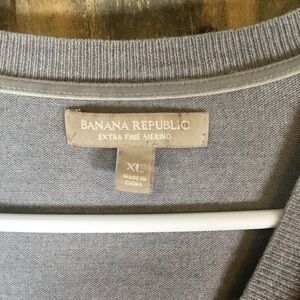 BANANA REPUBLIC
EXTRA FINE MERINO
XL
MADE IN
CHINA